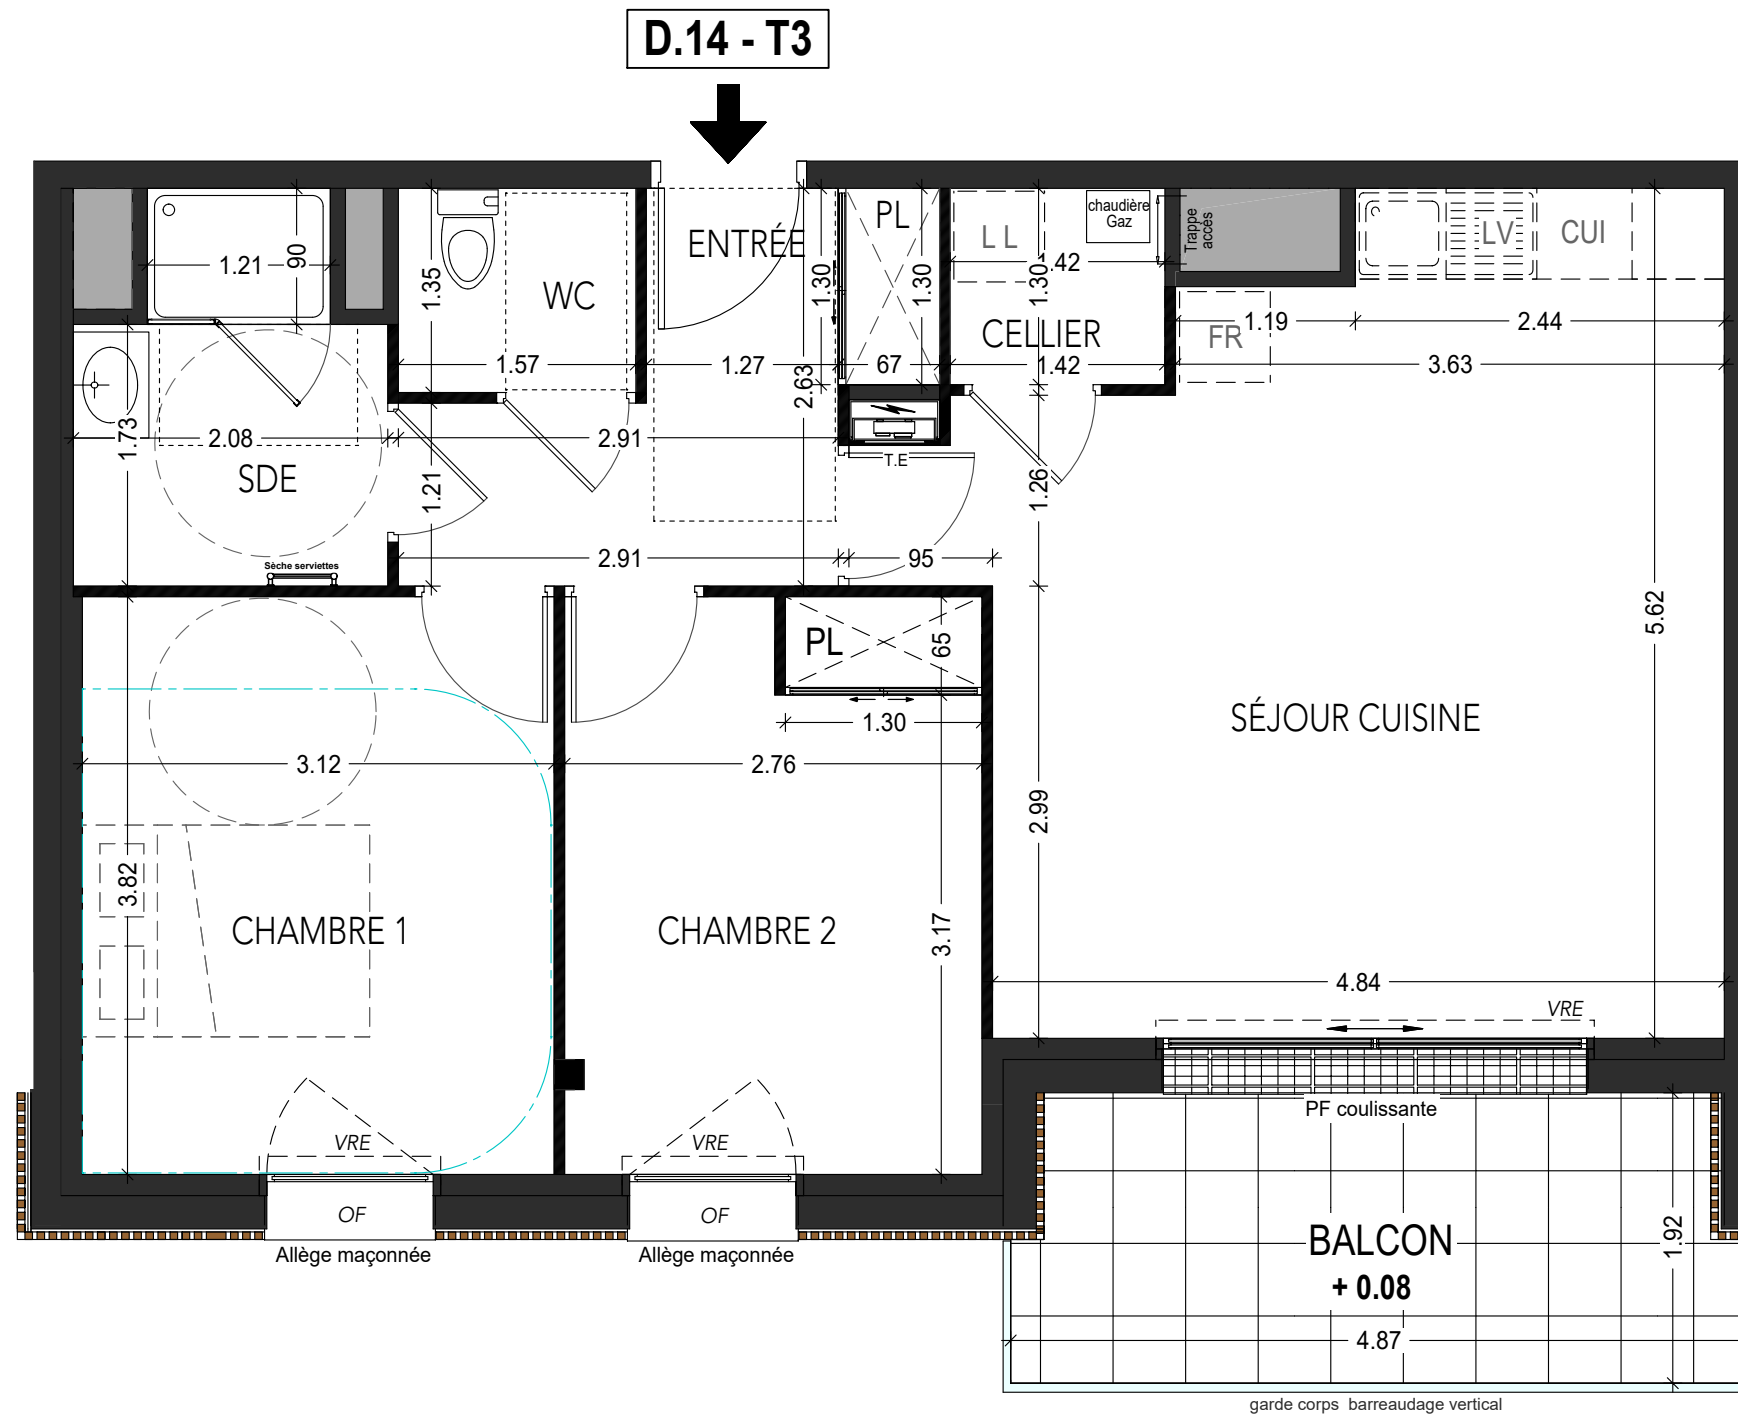 D.14 - T3
ENTRÉE
PL
L L
chaudière
Gaz
Trappe
accès
LV
CUI
1.21
90
1.35
WC
1.30
1.30
1.30
1.42
CELLIER
FR
1.19
2.44
1.57
1.27
2.63
67
1.42
3.63
1.73
2.08
2.91
SDE
T.E
1.21
1.26
Sèche serviettes
2.91
95
5.62
PL
65
1.30
SÉJOUR CUISINE
3.12
2.76
2.99
3.82
CHAMBRE 1
CHAMBRE 2
3.17
4.84
VRE
PF coulissante
VRE
VRE
OF
OF
Allège maçonnée
Allège maçonnée
BALCON
+ 0.08
1.92
4.87
garde corps barreaudage vertical